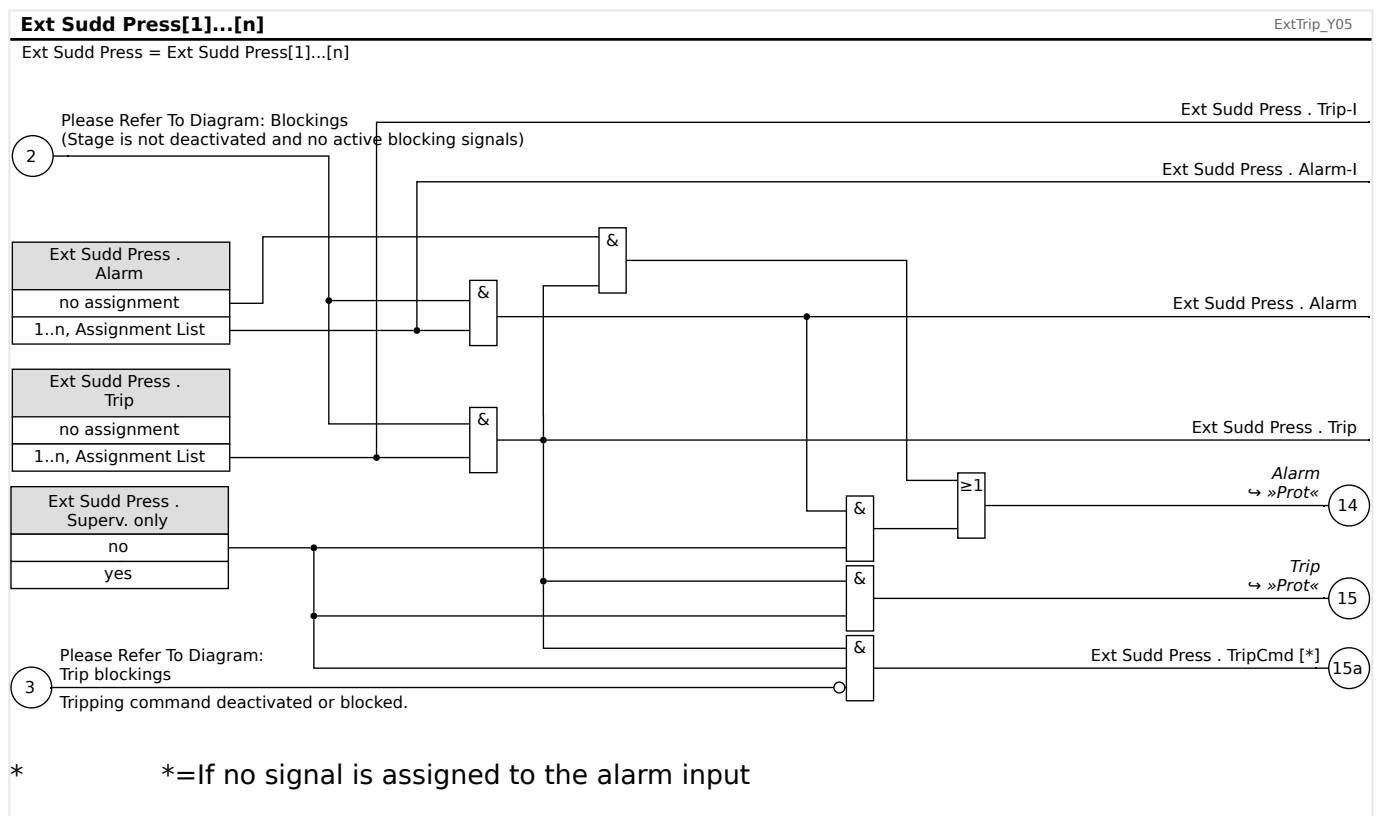 Ext Sudd Press[1]...[n]
ExtTrip_Y05
Ext Sudd Press = Ext Sudd Press[1]...[n]
Please Refer To Diagram: Blockings
(Stage is not deactivated and no active blocking signals)
2
Ext Sudd Press . Trip-I
Ext Sudd Press . Alarm-I
Ext Sudd Press .
Alarm
no assignment
1..n, Assignment List
&
&
Ext Sudd Press . Alarm
Ext Sudd Press .
Trip
no assignment
1..n, Assignment List
&
Ext Sudd Press . Trip
Ext Sudd Press .
Superv. only
no
yes
≥1
&
Alarm
↪ »Prot«
14
&
Trip
↪ »Prot«
15
Please Refer To Diagram:
Trip blockings
3
Tripping command deactivated or blocked.
&
Ext Sudd Press . TripCmd [*]
15a
* *=If no signal is assigned to the alarm input